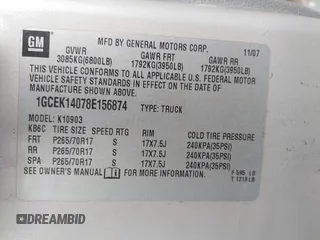 GM
MFD BY GENERAL MOTORS CORP. 11/07
GVWR GAWR FRT GAWR RR
3085KG(6800LB) 1792KG(3950LB) 1792KG(3950LB)
THIS VEHICLE CONFORMS TO ALL APPLICABLE U.S. FEDERAL
MOTOR VEHICLE SAFETY AND THEFT PREVENTION STANDARDS
IN EFFECT ON THE DATE OF MANUFACTURE SHOWN ABOVE.
1GCEK14078E156874 TYPE: TRUCK
MODEL: K10903
KB6C TIRE SIZE SPEED RTG RIM COLD TIRE PRESSURE
FRT P265/70R17 S 17X7.5J 240KPA(35PSI)
RR P265/70R17 S 17X7.5J 240KPA(35PSI)
SPA P265/70R17 S 17X7.5J 240KPA(35PSI)
SEE OWNER'S MANUAL FOR MORE INFORMATION.
DREAMBID